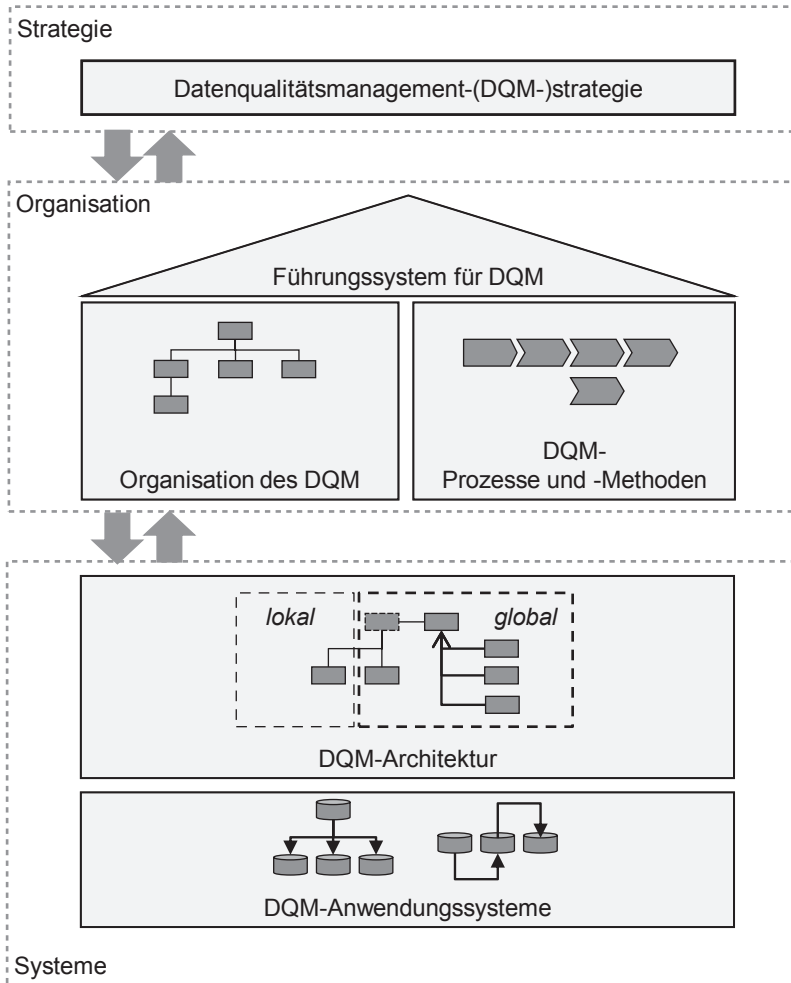 Strategie
Datenqualitätsmanagement-(DQM-)strategie
Organisation
Führungssystem für DQM
Organisation des DQM
DQM-
Prozesse und -Methoden
lokal
global
DQM-Architektur
DQM-Anwendungssysteme
Systeme